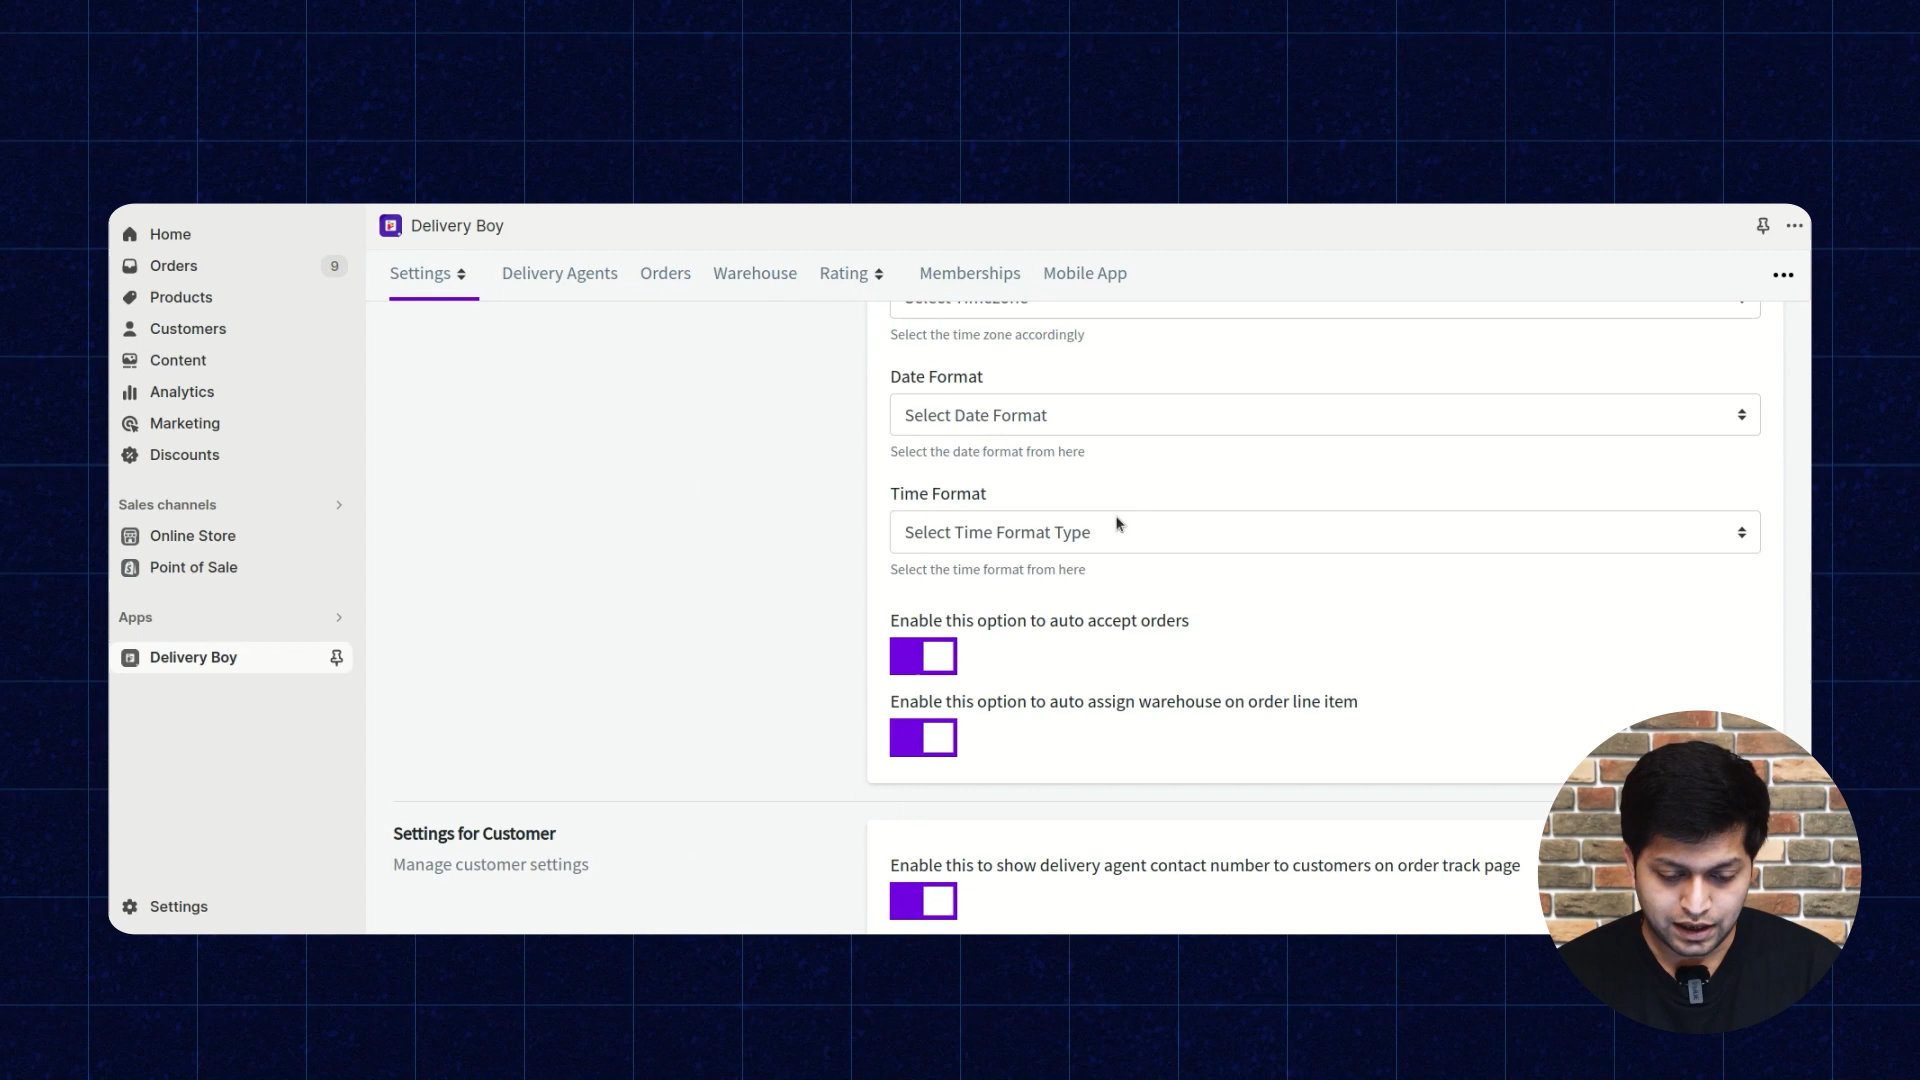 Home
Orders 9
Products
Customers
Content
Analytics
Marketing
Discounts
Sales channels
Online Store
Point of Sale
Apps
Delivery Boy
Settings
Delivery Boy
Settings Delivery Agents Orders Warehouse Rating Memberships Mobile App
Select Timezone
Select the time zone accordingly
Date Format
Select Date Format
Select the date format from here
Time Format
Select Time Format Type
Select the time format from here
Enable this option to auto accept orders
Enable this option to auto assign warehouse on order line item
Settings for Customer
Manage customer settings
Enable this to show delivery agent contact number to customers on order track page